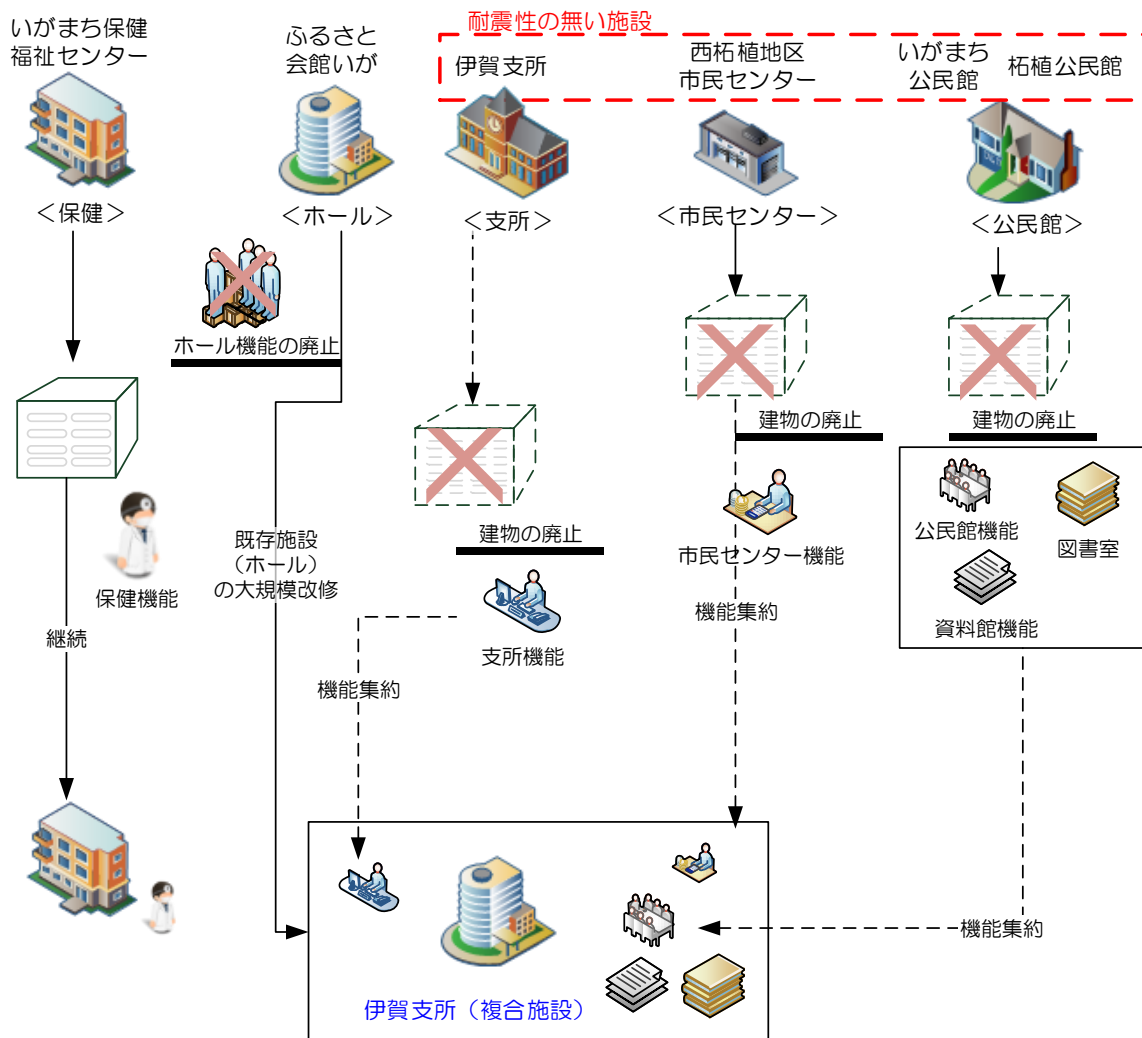 耐震性の無い施設
いがまち保健
福祉センター
ふるさと
会館いが
伊賀支所
西柘植地区
市民センター
いがまち
公民館
柘植公民館
＜保健＞
＜ホール＞
＜支所＞
＜市民センター＞
＜公民館＞
ホール機能の廃止
建物の廃止
建物の廃止
建物の廃止
保健機能
継続
既存施設
（ホール）
の大規模改修
支所機能
機能集約
市民センター機能
機能集約
公民館機能
図書室
資料館機能
機能集約
伊賀支所（複合施設）